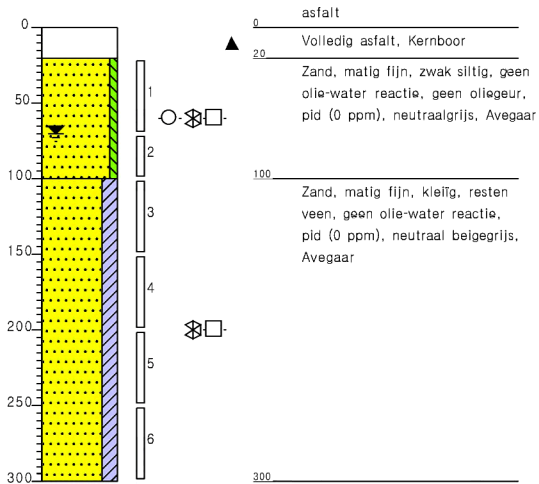 asfalt
0
0
Volledig asfalt, Kernboor
20
Zand, matig fijn, zwak siltig, geen
olie-water reactie, geen oliegeur,
pid (0 ppm), neutraalgrijs, Avegaar
1
50
2
100
100
Zand, matig fijn, kleiïg, resten
veen, geen olie-water reactie,
pid (0 ppm), neutraal beigegrijs,
Avegaar
3
150
4
200
5
250
6
300
300